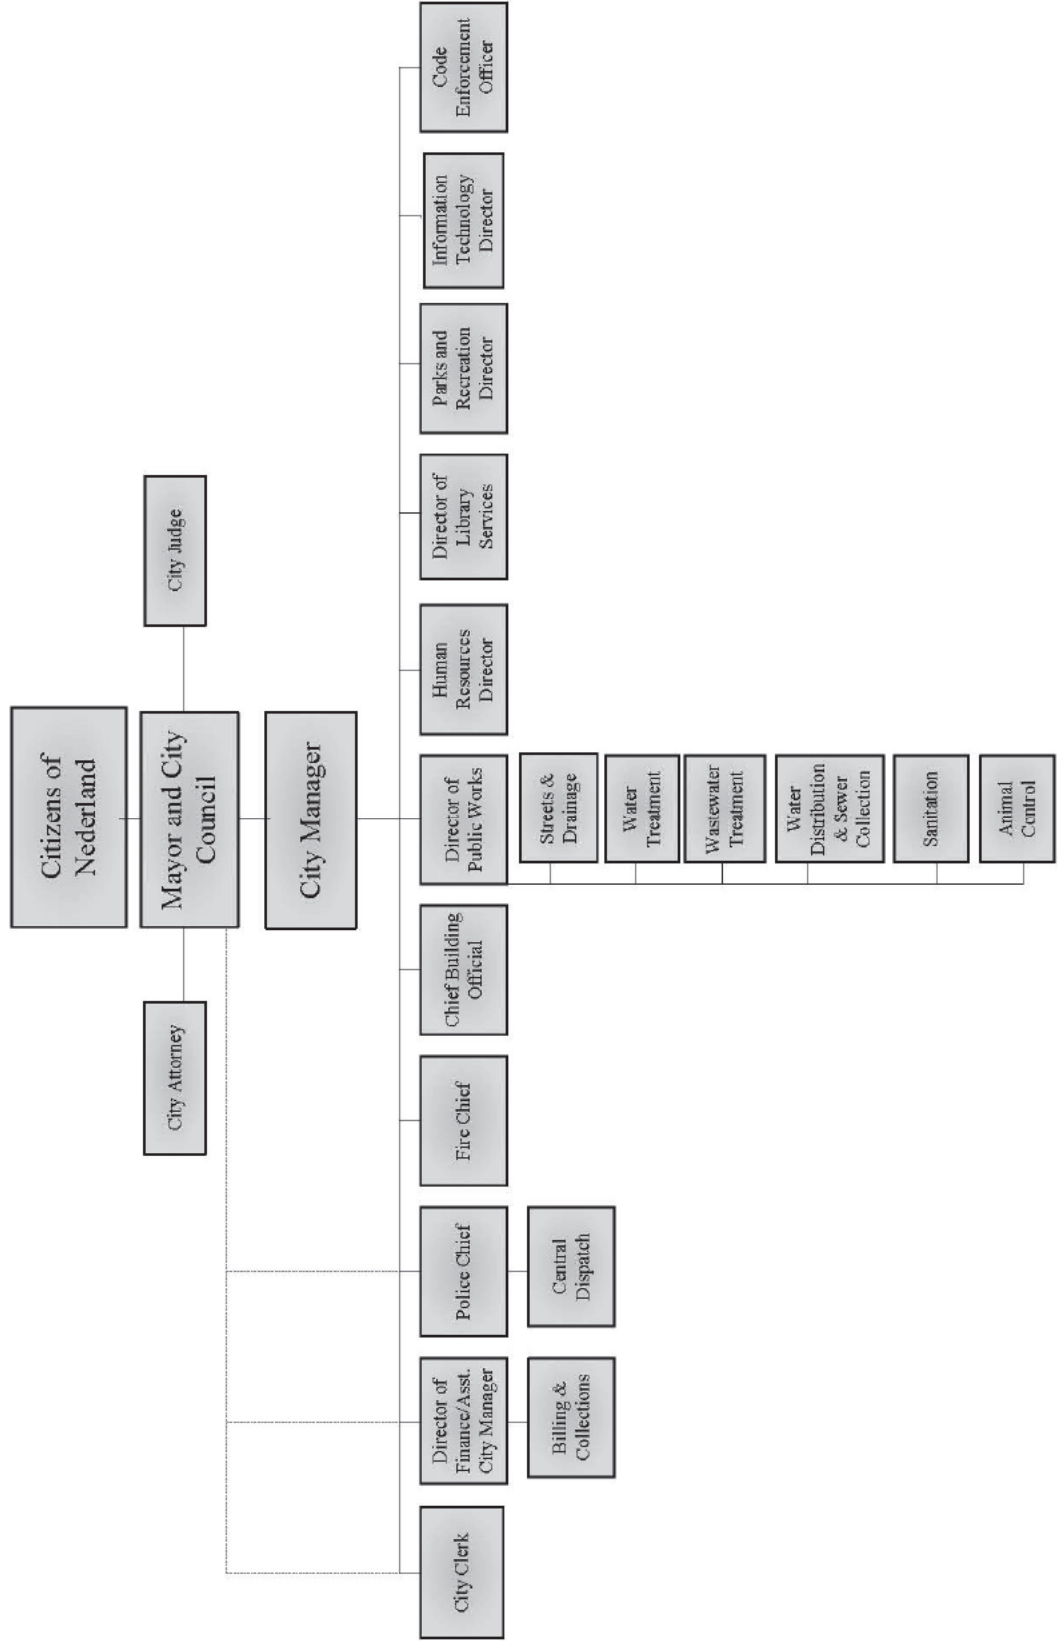 Citizens of
Nederland
City Attorney
Mayor and City
Council
City Judge
City Manager
City Clerk
Director of
Finance/Asst.
City Manager
Police Chief
Fire Chief
Chief Building
Official
Director of
Public Works
Human
Resources
Director
Director of
Library
Services
Parks and
Recreation
Director
Information
Technology
Director
Code
Enforcement
Officer
Billing &
Collections
Central
Dispatch
Streets &
Drainage
Water
Treatment
Wastewater
Treatment
Water
Distribution
& Sewer
Collection
Sanitation
Animal
Control